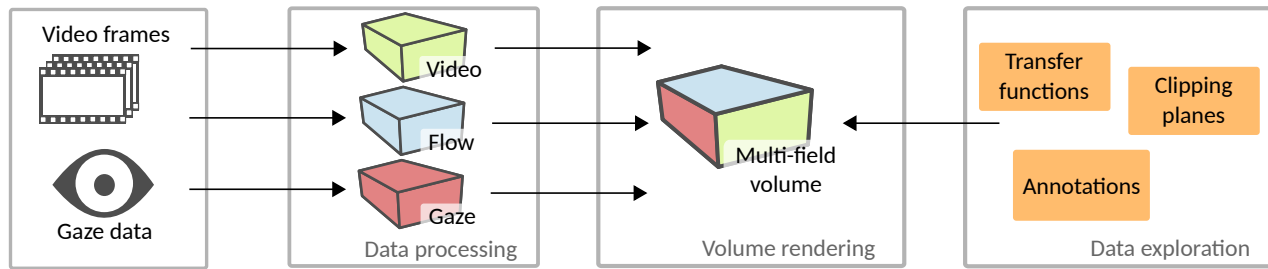 Video frames
Gaze data
Video
Flow
Gaze
Data processing
Multi-field
volume
Volume rendering
Transfer
functions
Clipping
planes
Annotations
Data exploration